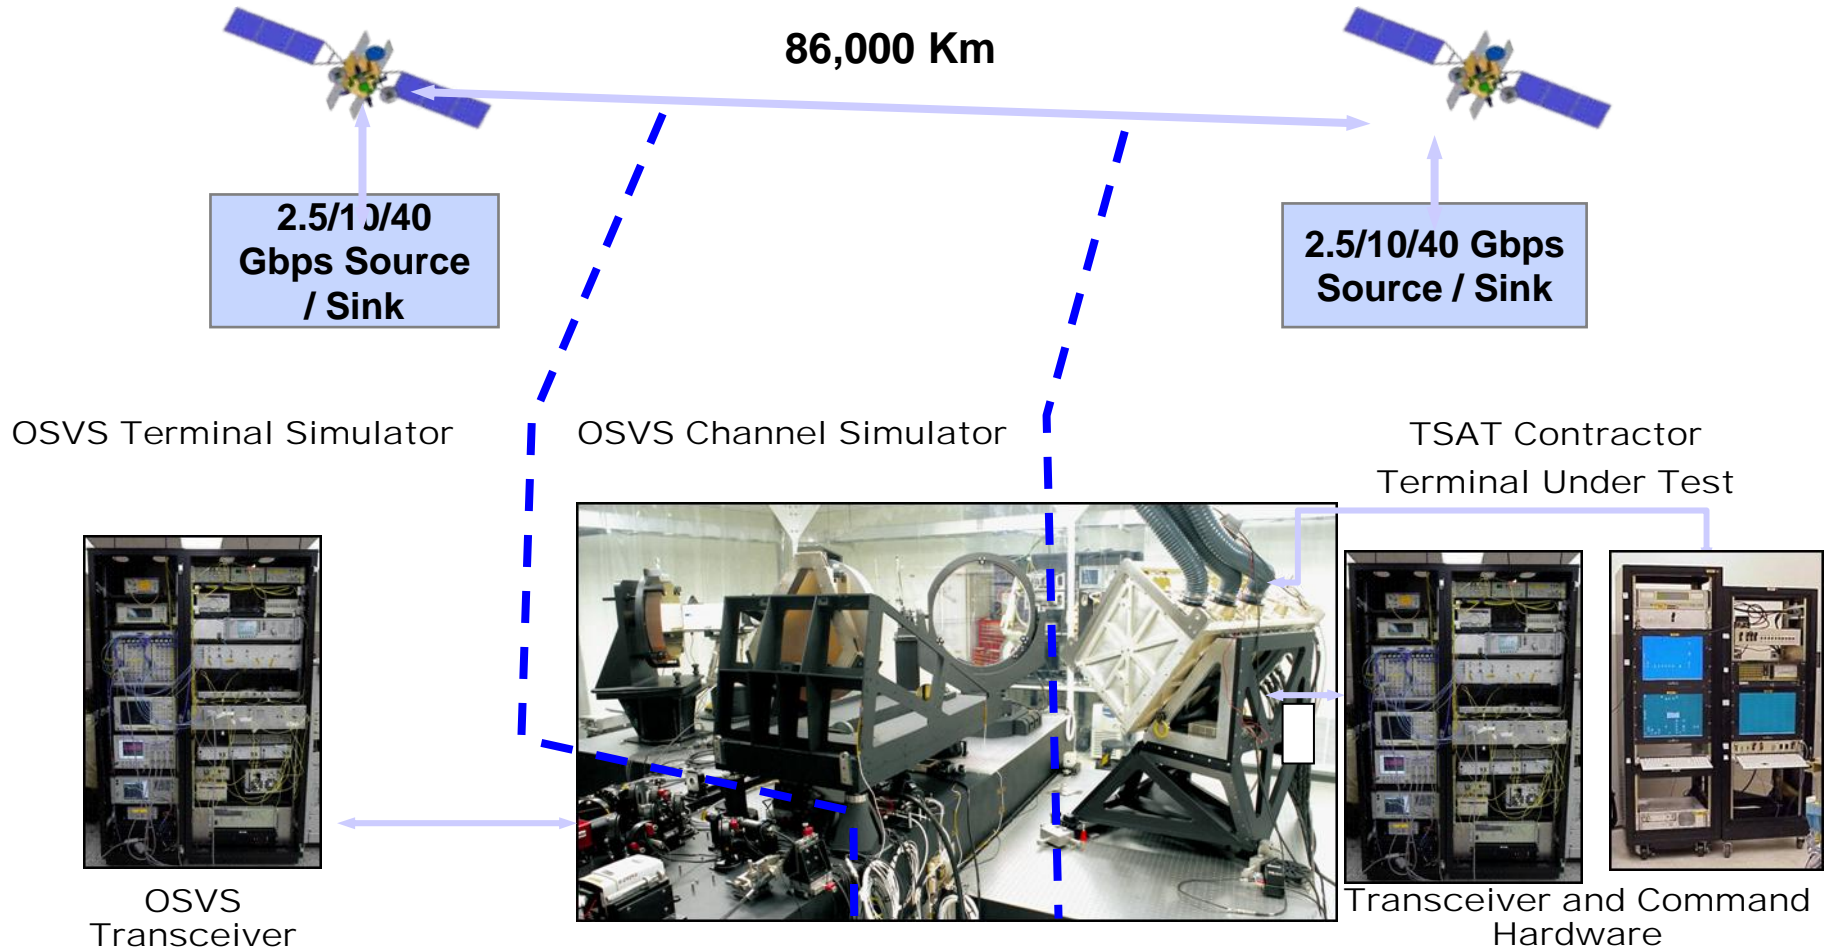 86,000 Km
2.5/10/40
Gbps Source
/ Sink
2.5/10/40 Gbps
Source / Sink
OSVS Terminal Simulator
OSVS Channel Simulator
TSAT Contractor
Terminal Under Test
OSVS
Transceiver
Transceiver and Command
Hardware